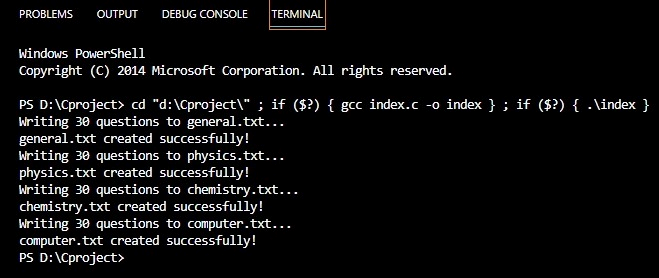 PROBLEMS OUTPUT DEBUG CONSOLE TERMINAL
Windows PowerShell
Copyright (C) 2014 Microsoft Corporation. All rights reserved.
PS D:\Cproject> cd "d:\Cproject\" ; if ($?) { gcc index.c -o index } ; if ($?) { .\index }
Writing 30 questions to general.txt...
general.txt created successfully!
Writing 30 questions to physics.txt...
physics.txt created successfully!
Writing 30 questions to chemistry.txt...
chemistry.txt created successfully!
Writing 30 questions to computer.txt...
computer.txt created successfully!
PS D:\Cproject>